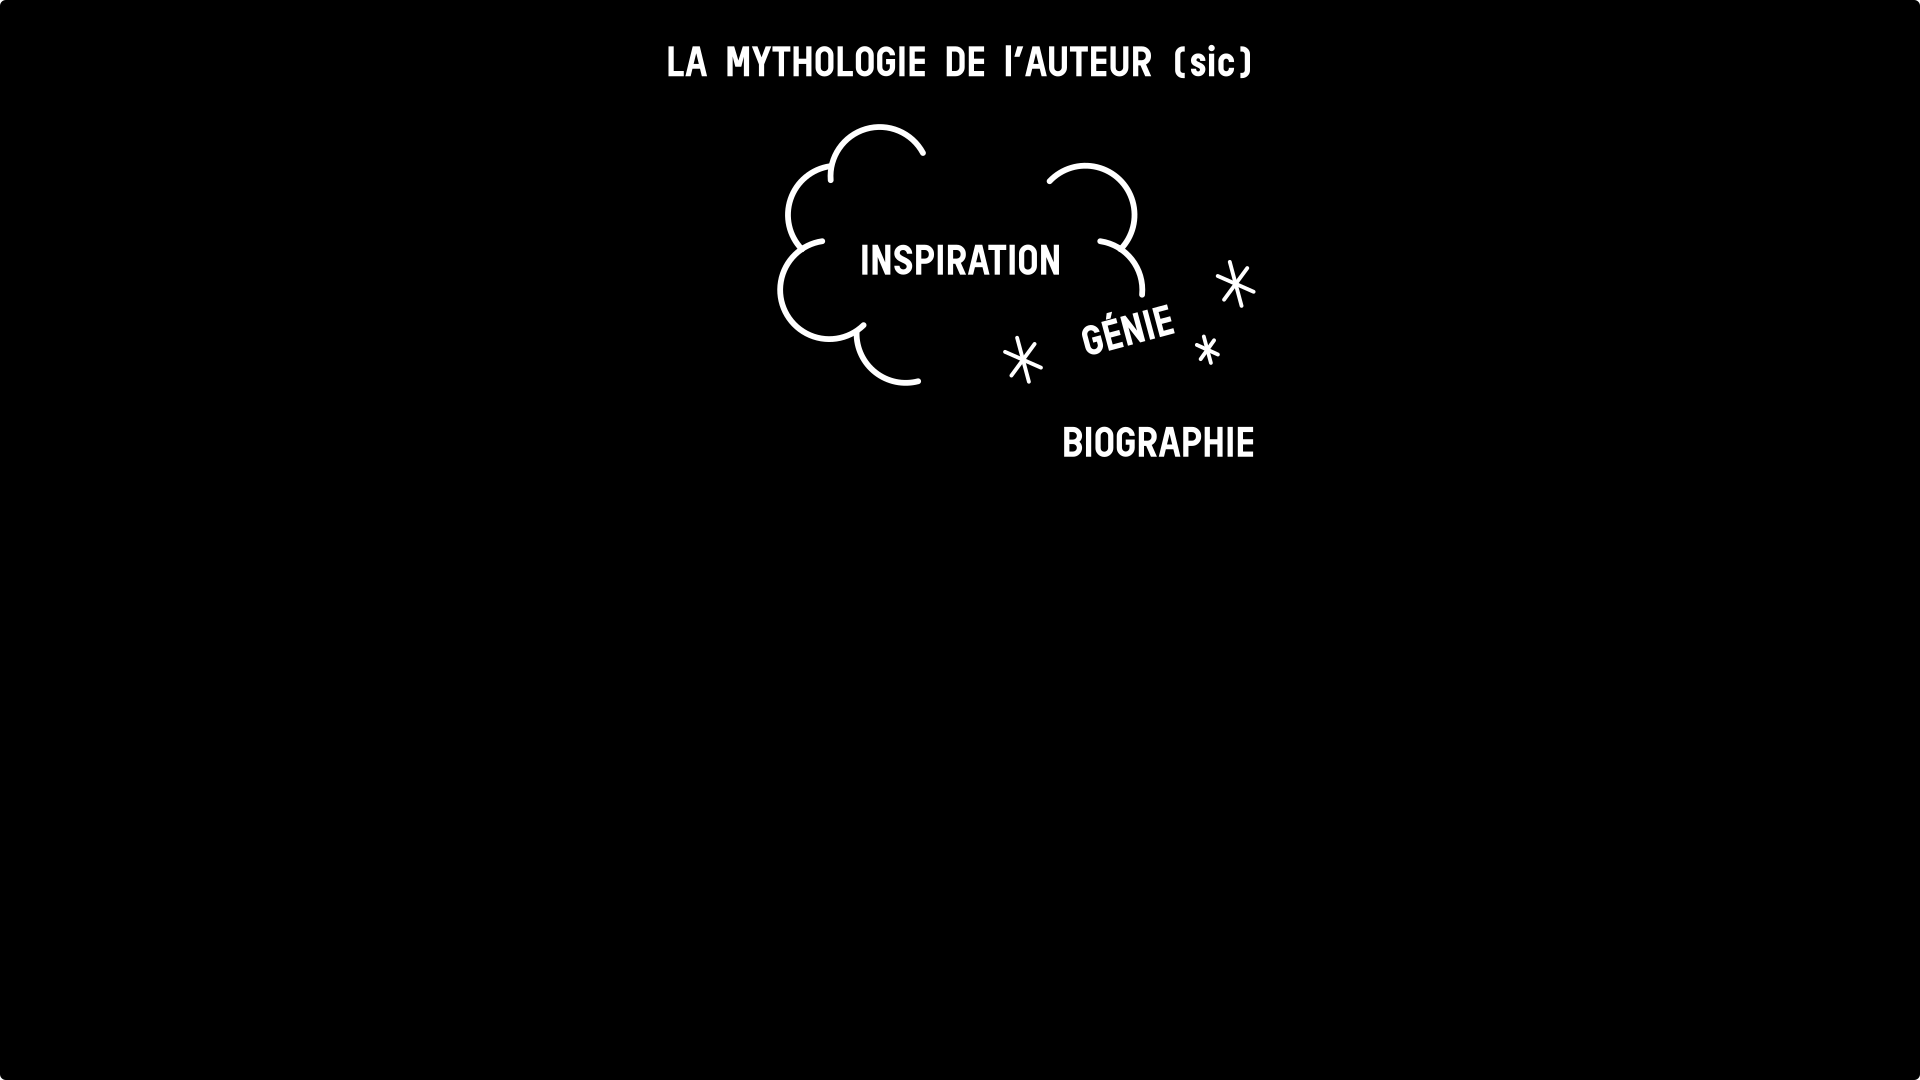 LA MYTHOLOGIE DE l’AUTEUR (sic)
INSPIRATION
GÉNIE
BIOGRAPHIE